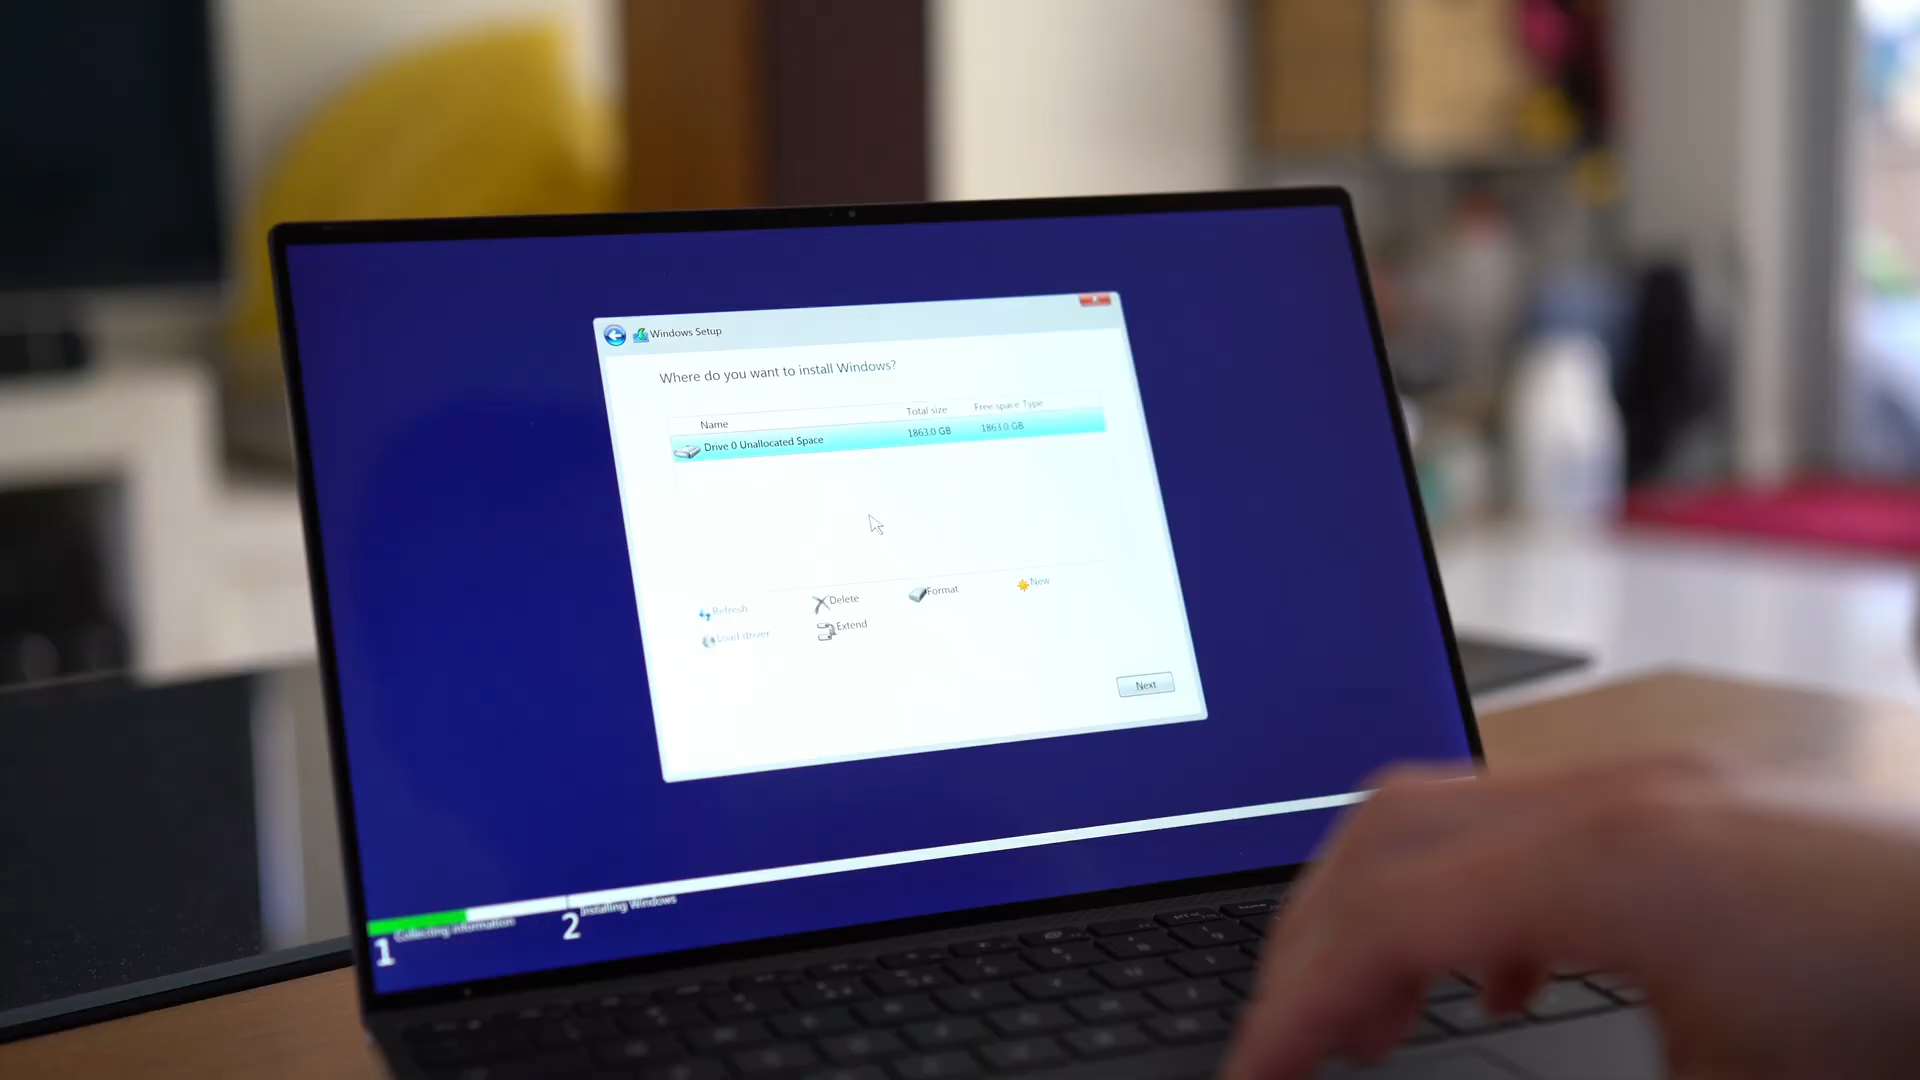 Windows Setup
Where do you want to install Windows?
Name Total size Free space Type
Drive 0 Unallocated Space 1863.0 GB 1863.0 GB
Refresh Delete Format New
Load driver Extend
Next
1 Collecting information 2 Installing Windows